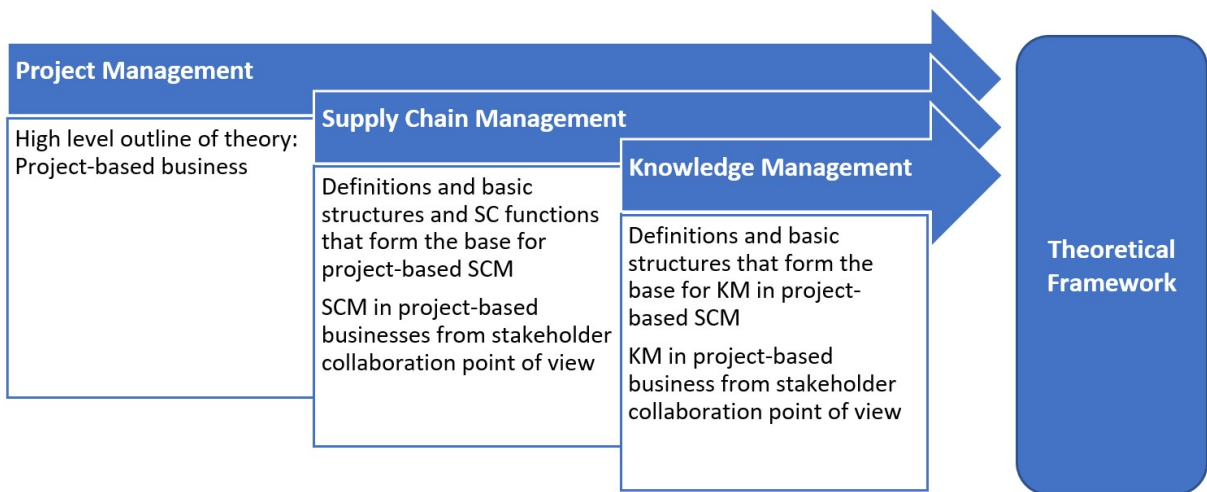 Project Management
High level outline of theory:
Project-based business
Supply Chain Management
Definitions and basic
structures and SC functions
that form the base for
project-based SCM
SCM in project-based
businesses from stakeholder
collaboration point of view
Knowledge Management
Definitions and basic
structures that form the
base for KM in project-
based SCM
KM in project-based
business from stakeholder
collaboration point of view
Theoretical
Framework